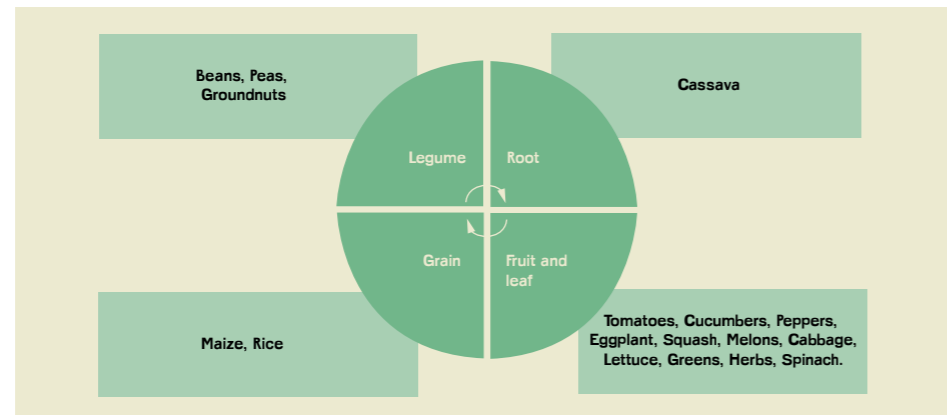 Beans, Peas,
Groundnuts
Cassava
Legume
Root
Grain
Fruit and
leaf
Maize, Rice
Tomatoes, Cucumbers, Peppers,
Eggplant, Squash, Melons, Cabbage,
Lettuce, Greens, Herbs, Spinach.